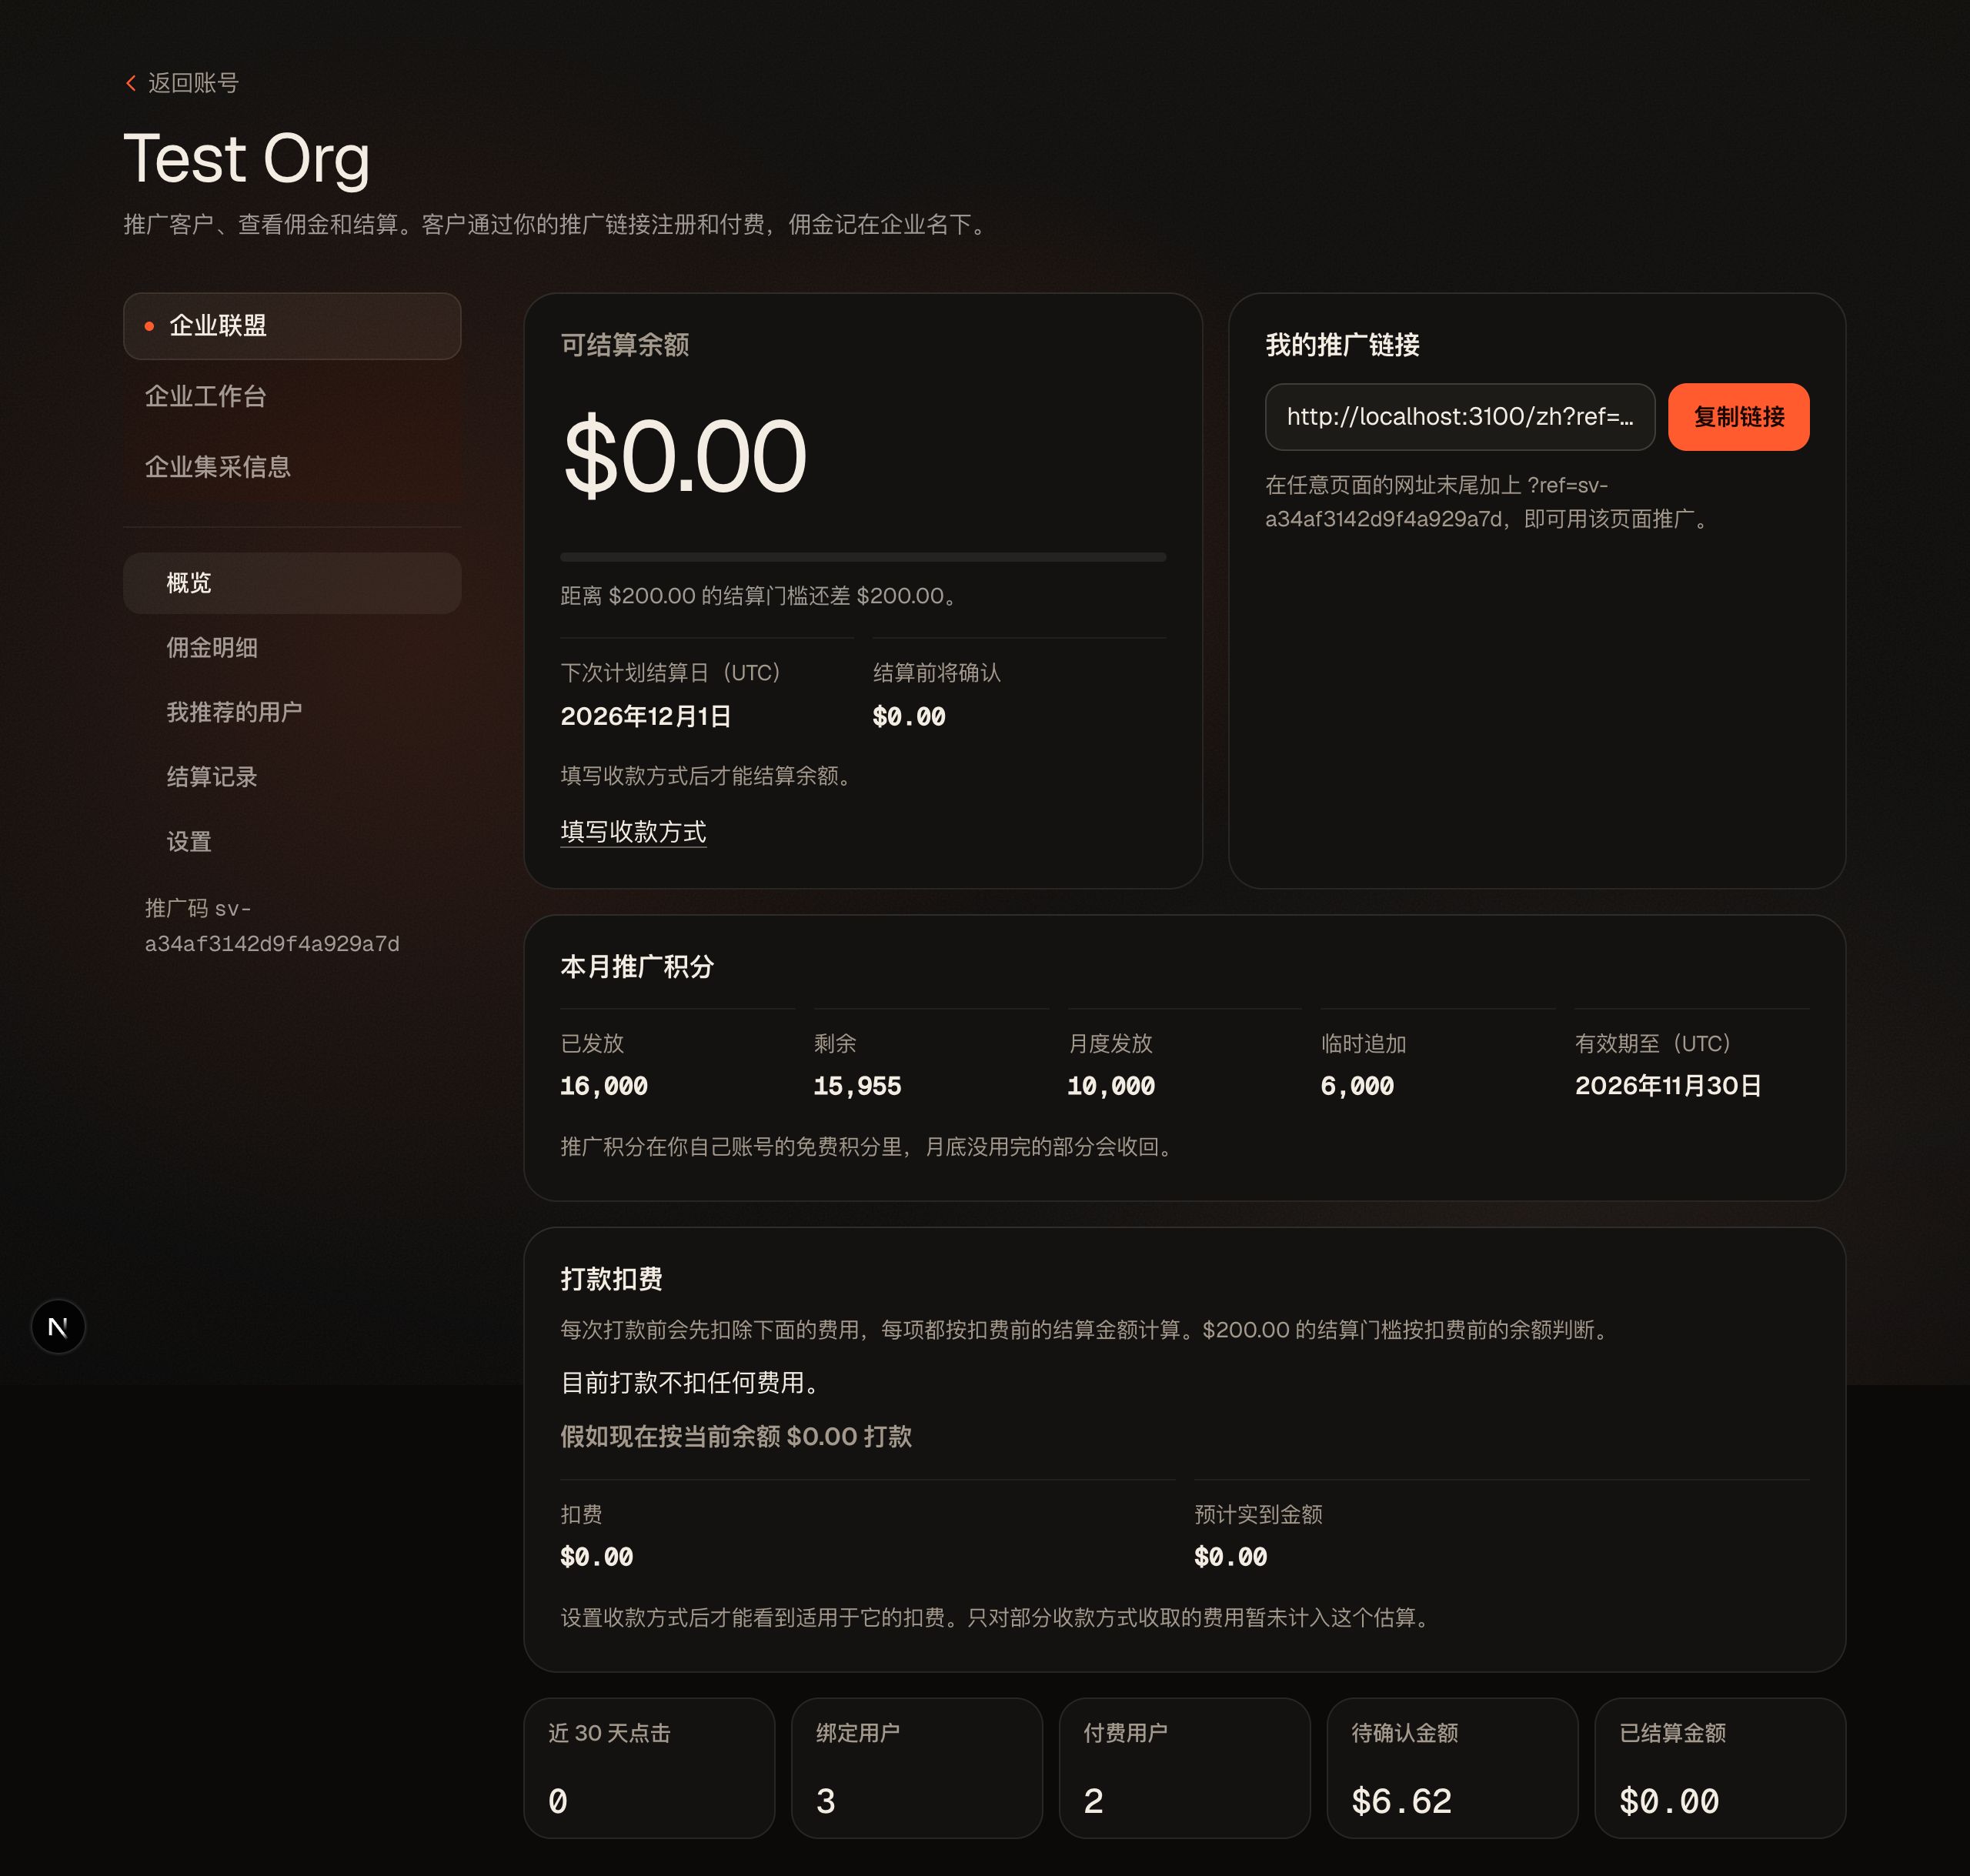 返回账号
Test Org
推广客户、查看佣金和结算。客户通过你的推广链接注册和付费，佣金记在企业名下。
企业联盟
企业工作台
企业集采信息
概览
佣金明细
我推荐的用户
结算记录
设置
推广码 sv-
a34af3142d9f4a929a7d
可结算余额
$0.00
距离 $200.00 的结算门槛还差 $200.00。
下次计划结算日（UTC）
2026年12月1日
结算前将确认
$0.00
填写收款方式后才能结算余额。
填写收款方式
我的推广链接
http://localhost:3100/zh?ref=...
复制链接
在任意页面的网址末尾加上 ?ref=sv-
a34af3142d9f4a929a7d，即可用该页面推广。
本月推广积分
已发放
16,000
剩余
15,955
月度发放
10,000
临时追加
6,000
有效期至（UTC）
2026年11月30日
推广积分在你自己账号的免费积分里，月底没用完的部分会收回。
打款扣费
每次打款前会先扣除下面的费用，每项都按扣费前的结算金额计算。$200.00 的结算门槛按扣费前的余额判断。
目前打款不扣任何费用。
假如现在按当前余额 $0.00 打款
扣费
$0.00
预计实到金额
$0.00
设置收款方式后才能看到适用于它的扣费。只对部分收款方式收取的费用暂未计入这个估算。
近 30 天点击
0
绑定用户
3
付费用户
2
待确认金额
$6.62
已结算金额
$0.00
N